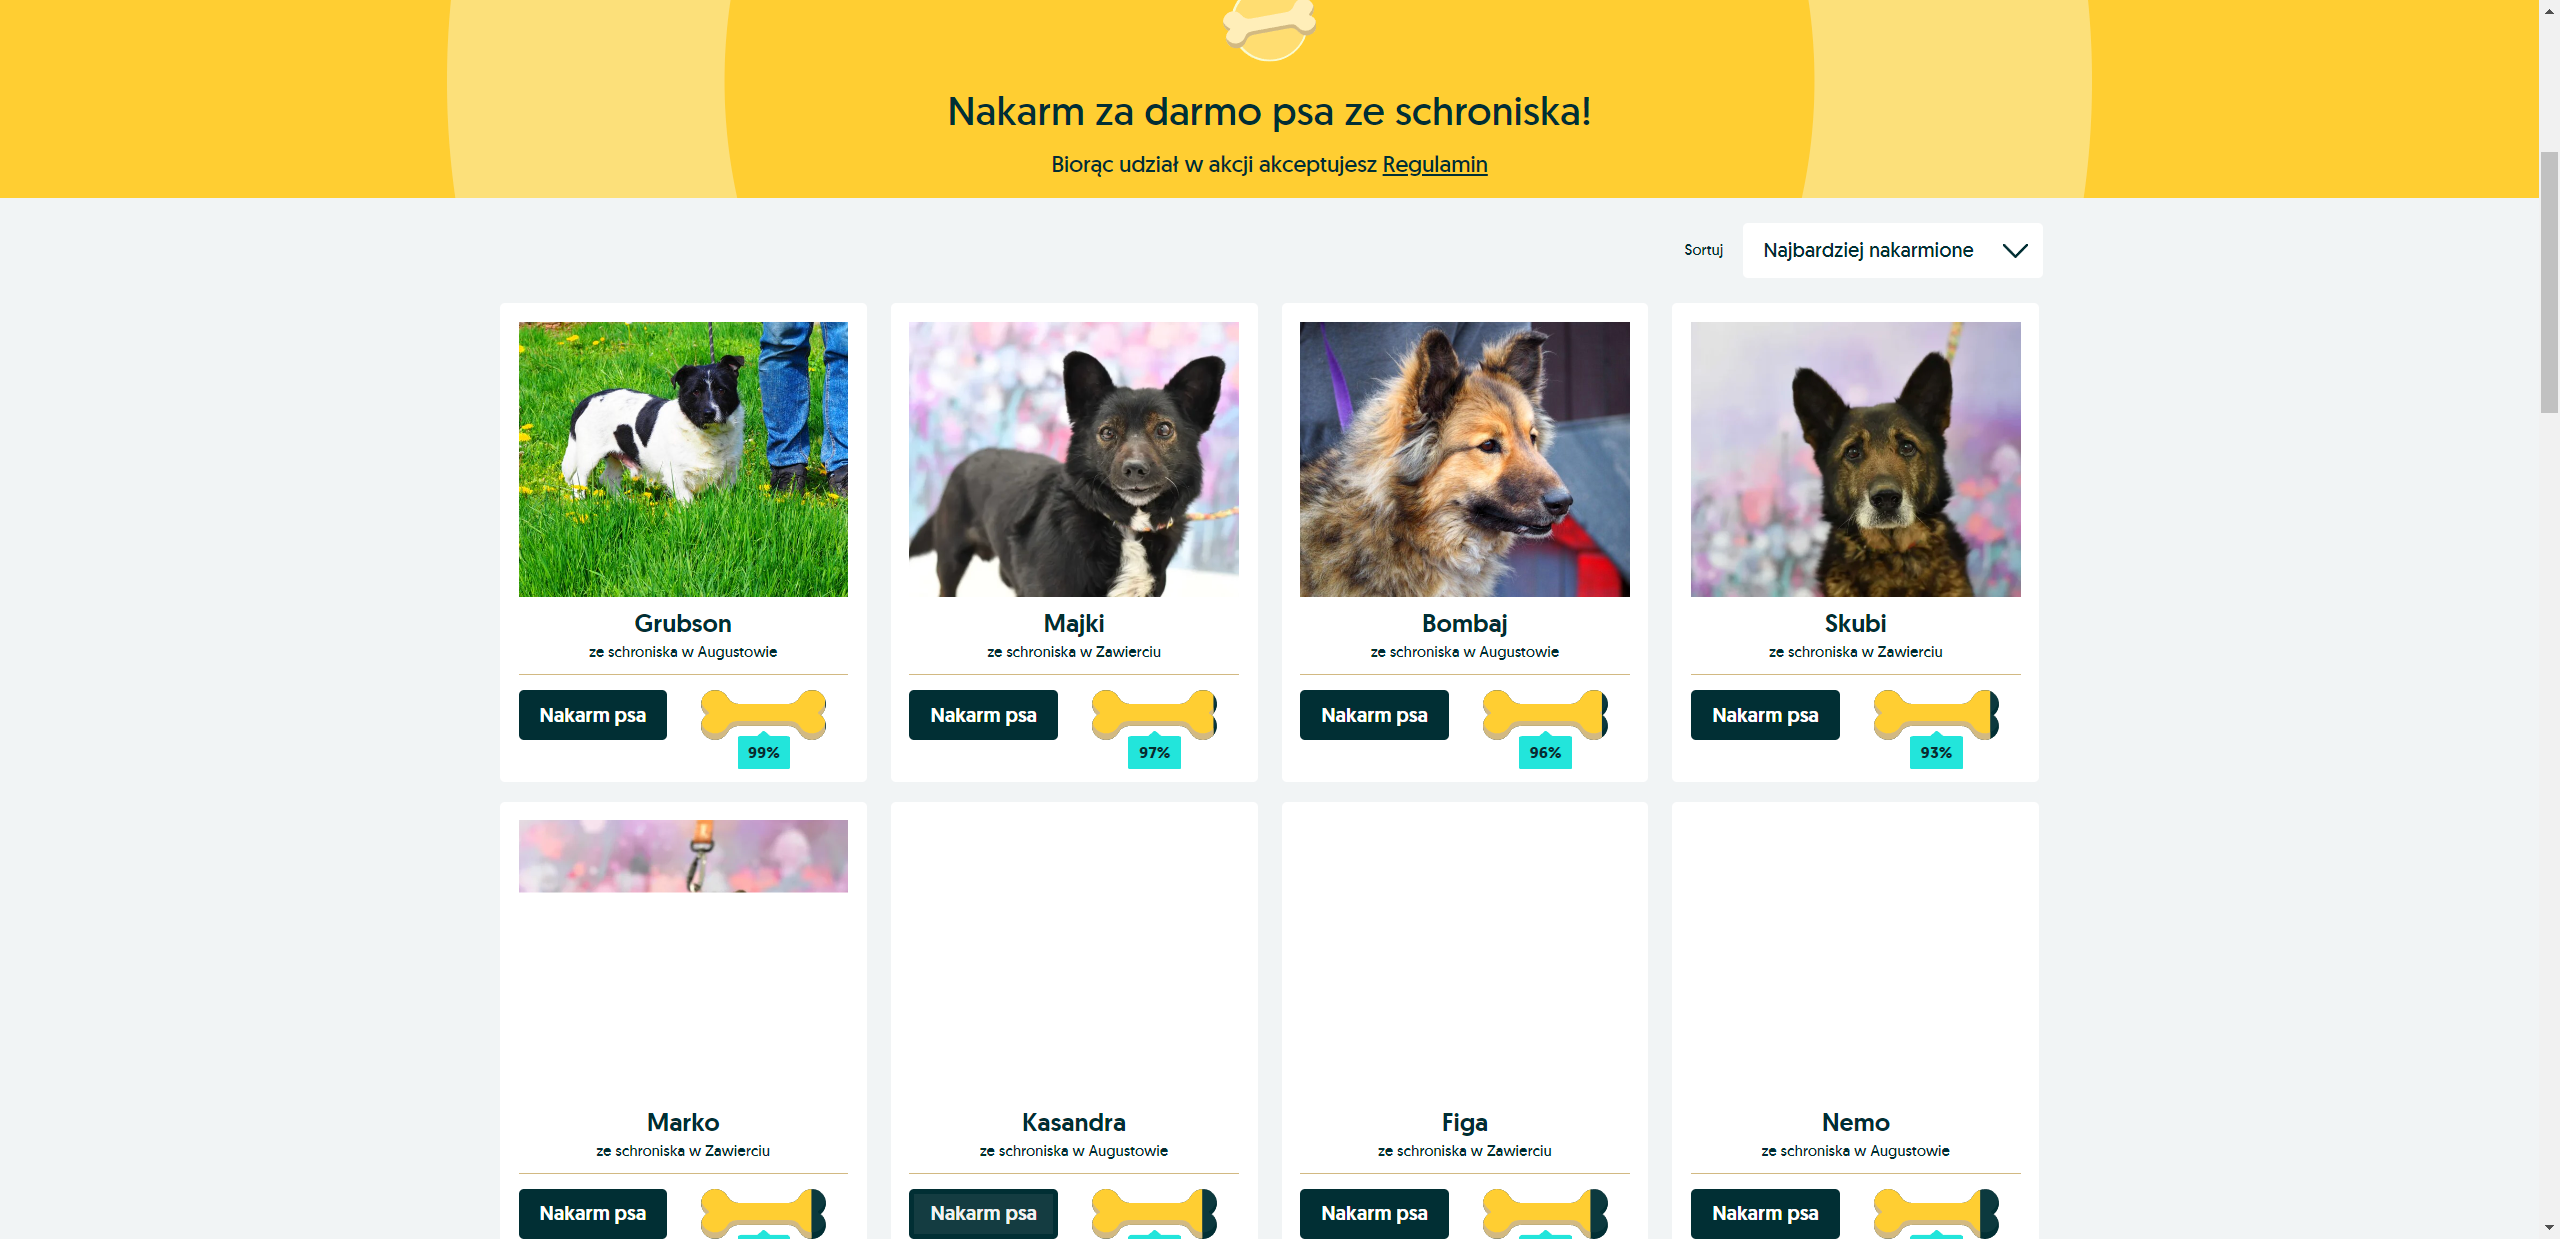 Nakarm za darmo psa ze schroniska!
Biorąc udział w akcji akceptujesz Regulamin
Sortuj
Najbardziej nakarmione
Grubson
ze schroniska w Augustowie
Nakarm psa
99%
Majki
ze schroniska w Zawierciu
Nakarm psa
97%
Bombaj
ze schroniska w Augustowie
Nakarm psa
96%
Skubi
ze schroniska w Zawierciu
Nakarm psa
93%
Marko
ze schroniska w Zawierciu
Nakarm psa
Kasandra
ze schroniska w Augustowie
Nakarm psa
Figa
ze schroniska w Zawierciu
Nakarm psa
Nemo
ze schroniska w Augustowie
Nakarm psa